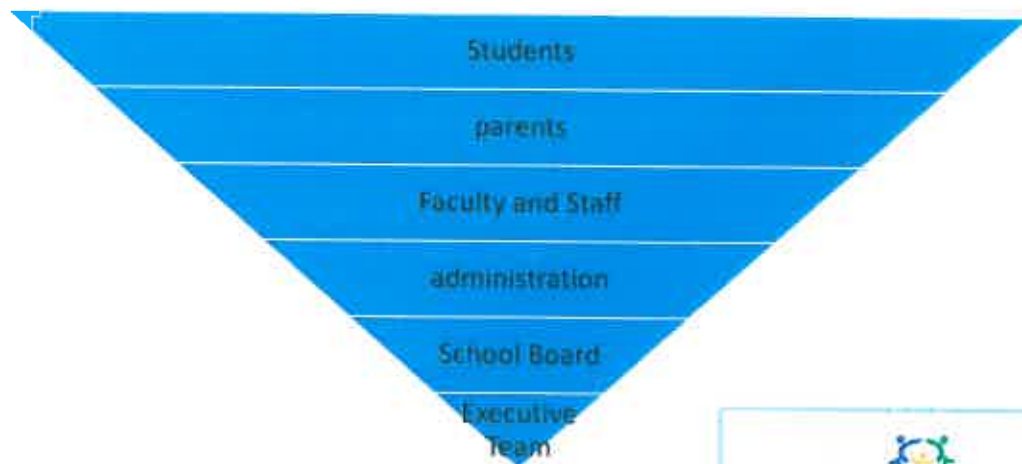 Students
parents
Faculty and Staff
administration
School Board
Executive
Team